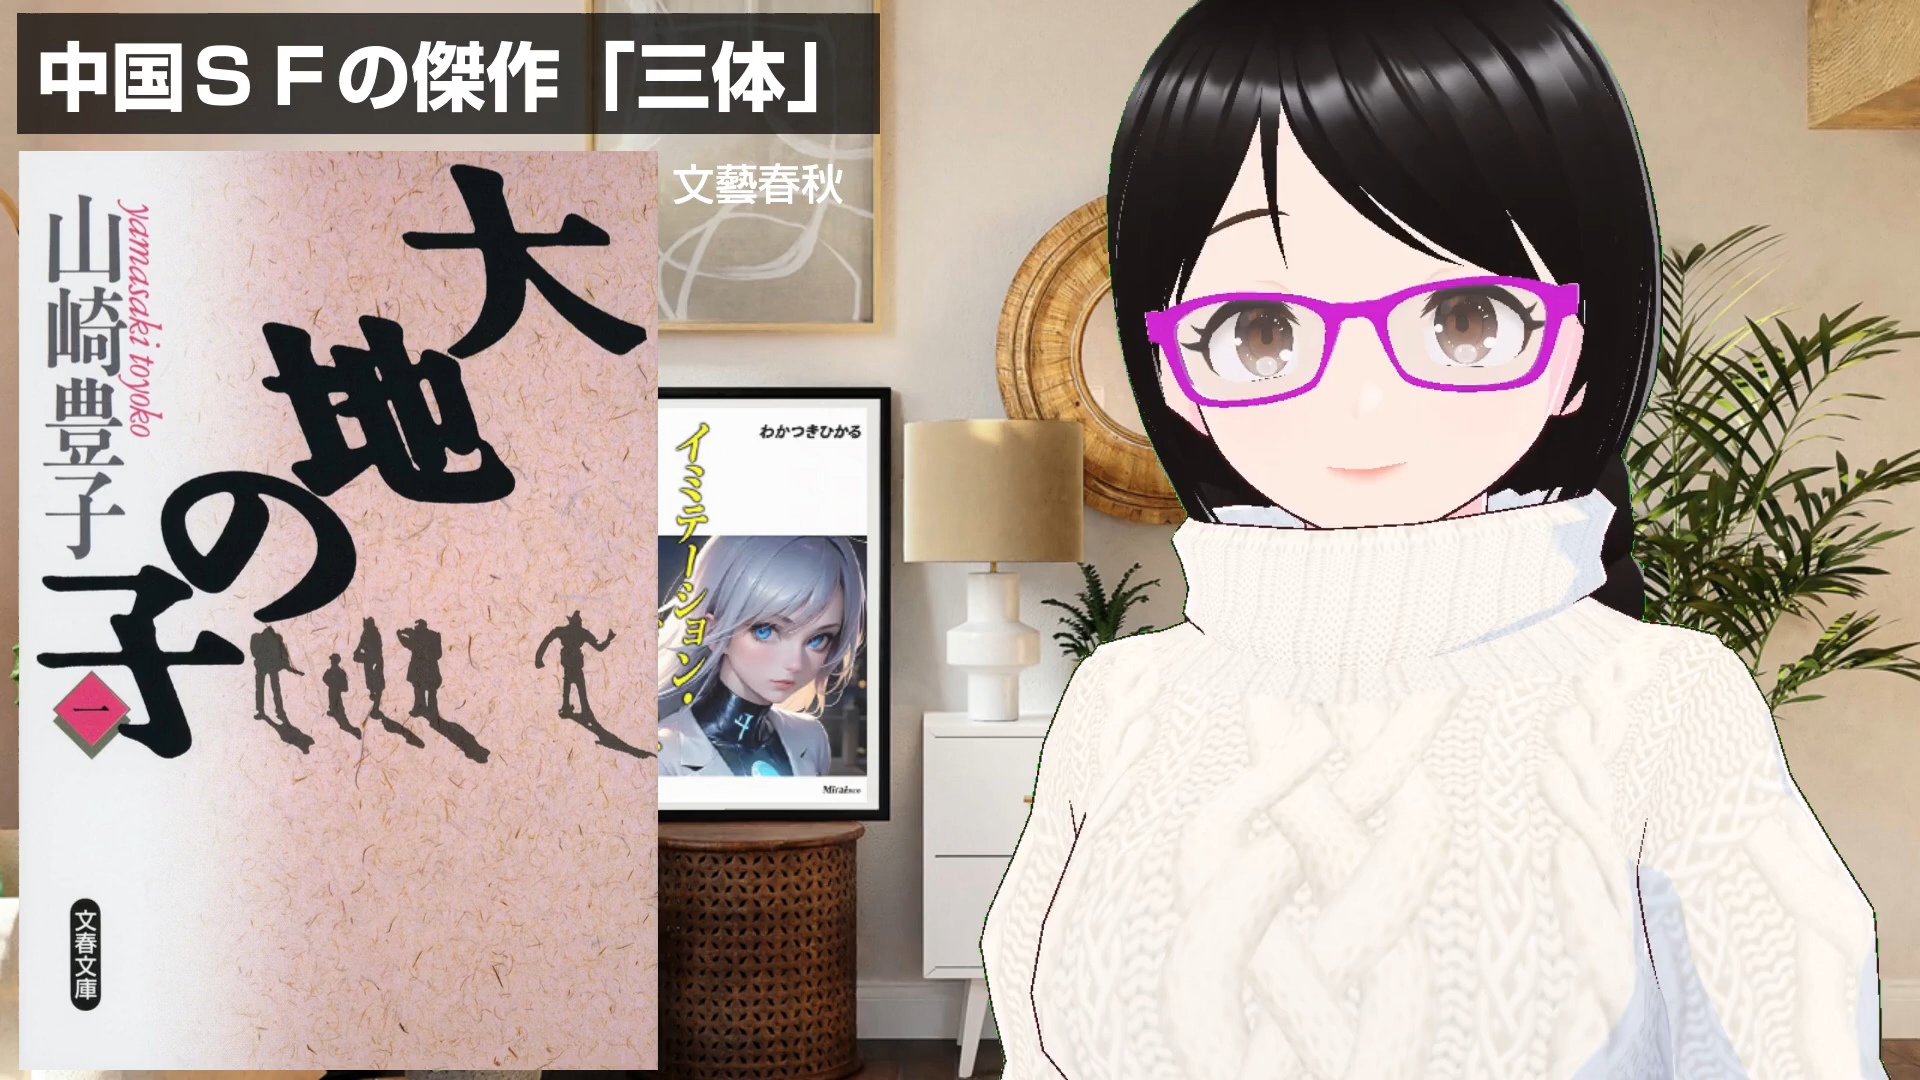 中国ＳＦの傑作「三体」
文藝春秋
大地の子
山崎豊子
yamasaki toyoko
一
文春文庫
わかつきひかる
イミテーション・
Miraience